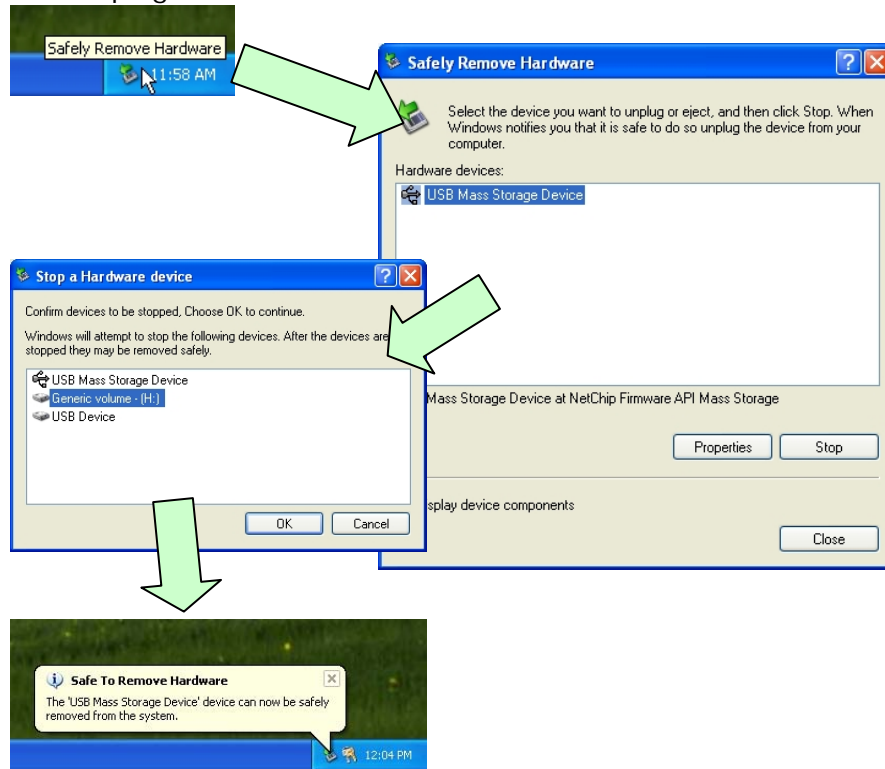 Safely Remove Hardware
11:58 AM
Safely Remove Hardware
Select the device you want to unplug or eject, and then click Stop. When
Windows notifies you that it is safe to do so unplug the device from your
computer.
Hardware devices:
USB Mass Storage Device
Mass Storage Device at NetChip Firmware API Mass Storage
Properties Stop
splay device components
Close
Stop a Hardware device
Confirm devices to be stopped, Choose OK to continue.
Windows will attempt to stop the following devices. After the devices are
stopped they may be removed safely.
USB Mass Storage Device
Generic volume - (H:)
USB Device
OK Cancel
Safe To Remove Hardware
The 'USB Mass Storage Device' device can now be safely
removed from the system.
12:04 PM